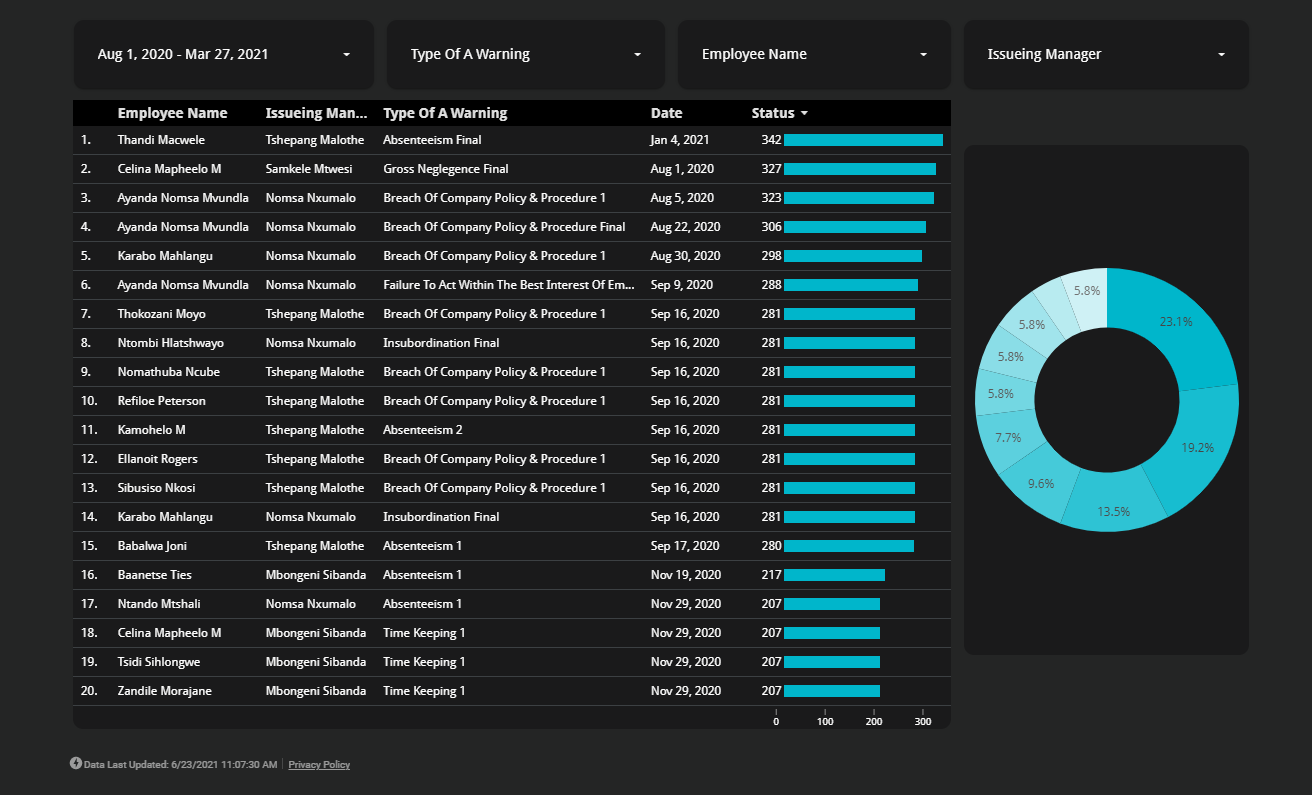 Aug 1, 2020 - Mar 27, 2021 Type Of A Warning Employee Name Issueing Manager
Employee Name Issueing Man... Type Of A Warning Date Status
1. Thandi Macwele Tshepang Malothe Absenteeism Final Jan 4, 2021 342
2. Celina Mapheelo M Samkele Mtwesi Gross Neglegence Final Aug 1, 2020 327
3. Ayanda Nomsa Mvundla Nomsa Nxumalo Breach Of Company Policy & Procedure 1 Aug 5, 2020 323
4. Ayanda Nomsa Mvundla Nomsa Nxumalo Breach Of Company Policy & Procedure Final Aug 22, 2020 306
5. Karabo Mahlangu Nomsa Nxumalo Breach Of Company Policy & Procedure 1 Aug 30, 2020 298
6. Ayanda Nomsa Mvundla Nomsa Nxumalo Failure To Act Within The Best Interest Of Em... Sep 9, 2020 288
7. Thokozani Moyo Tshepang Malothe Breach Of Company Policy & Procedure 1 Sep 16, 2020 281
8. Ntombi Hlatshwayo Nomsa Nxumalo Insubordination Final Sep 16, 2020 281
9. Nomathuba Ncube Tshepang Malothe Breach Of Company Policy & Procedure 1 Sep 16, 2020 281
10. Refiloe Peterson Tshepang Malothe Breach Of Company Policy & Procedure 1 Sep 16, 2020 281
11. Kamohelo M Tshepang Malothe Absenteeism 2 Sep 16, 2020 281
12. Ellanoit Rogers Tshepang Malothe Breach Of Company Policy & Procedure 1 Sep 16, 2020 281
13. Sibusiso Nkosi Tshepang Malothe Breach Of Company Policy & Procedure 1 Sep 16, 2020 281
14. Karabo Mahlangu Nomsa Nxumalo Insubordination Final Sep 16, 2020 281
15. Babalwa Joni Tshepang Malothe Absenteeism 1 Sep 17, 2020 280
16. Baanetse Ties Mbongeni Sibanda Absenteeism 1 Nov 19, 2020 217
17. Ntando Mtshali Nomsa Nxumalo Absenteeism 1 Nov 29, 2020 207
18. Celina Mapheelo M Mbongeni Sibanda Time Keeping 1 Nov 29, 2020 207
19. Tsidi Sihlongwe Mbongeni Sibanda Time Keeping 1 Nov 29, 2020 207
20. Zandile Morajane Mbongeni Sibanda Time Keeping 1 Nov 29, 2020 207
0 100 200 300
5.8%
23.1%
5.8%
5.8%
5.8%
7.7%
19.2%
9.6%
13.5%
Data Last Updated: 6/23/2021 11:07:30 AM Privacy Policy